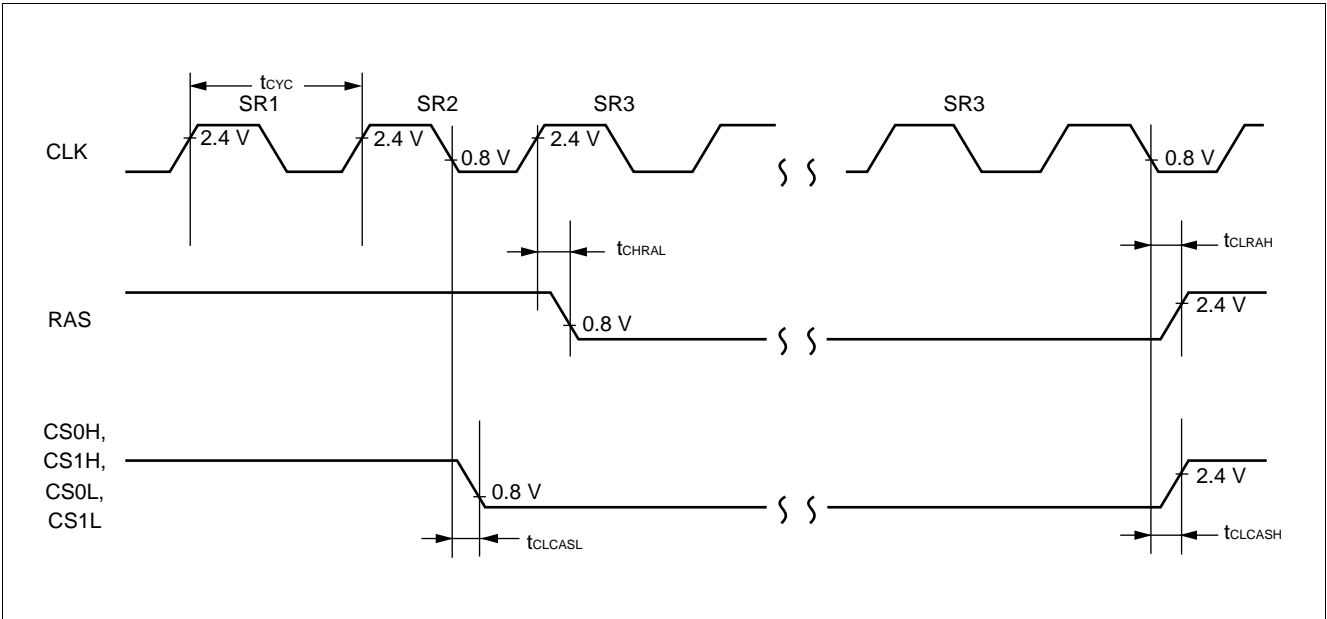 tCYC
SR1 SR2 SR3 SR3
CLK 2.4 V 2.4 V 0.8 V 2.4 V 0.8 V
tCHRAL tCLRAH
RAS 0.8 V 2.4 V
CS0H,
CS1H,
CS0L,
CS1L
0.8 V 2.4 V
tCLCASL tCLCASH